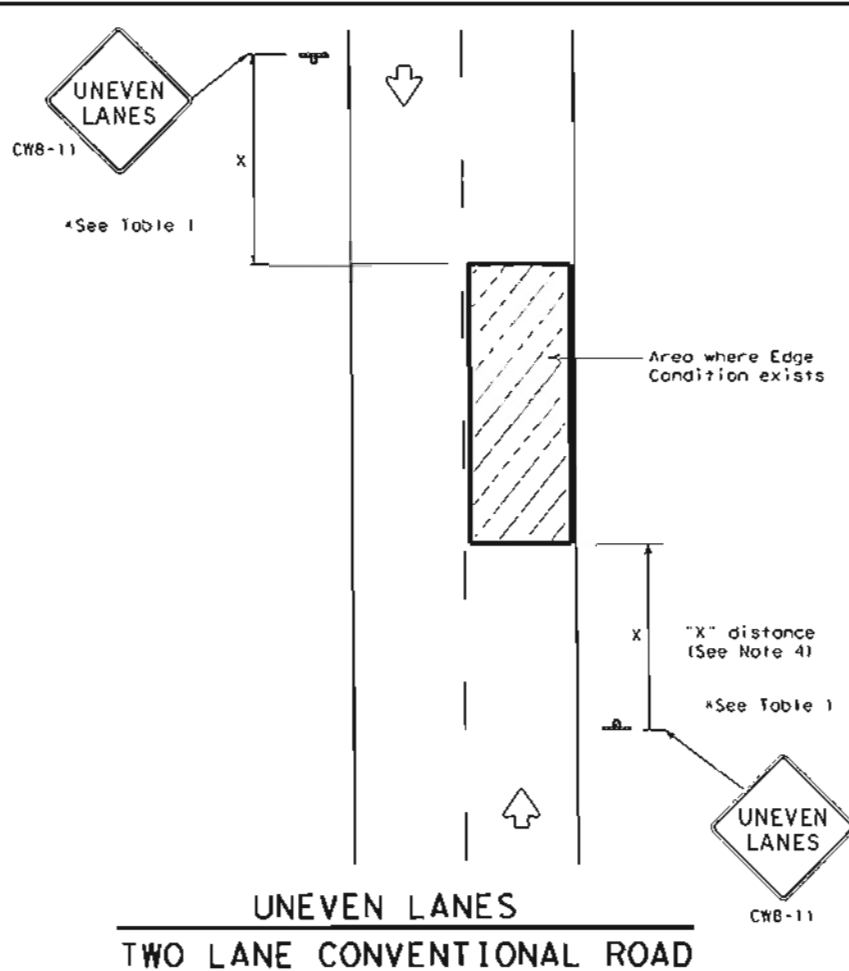 UNEVEN
LANES
CW8-11
X
*See Table 1
Area where Edge
Condition exists
X
"X" distance
(See Note 4)
*See Table 1
UNEVEN
LANES
CW8-11
UNEVEN LANES
TWO LANE CONVENTIONAL ROAD